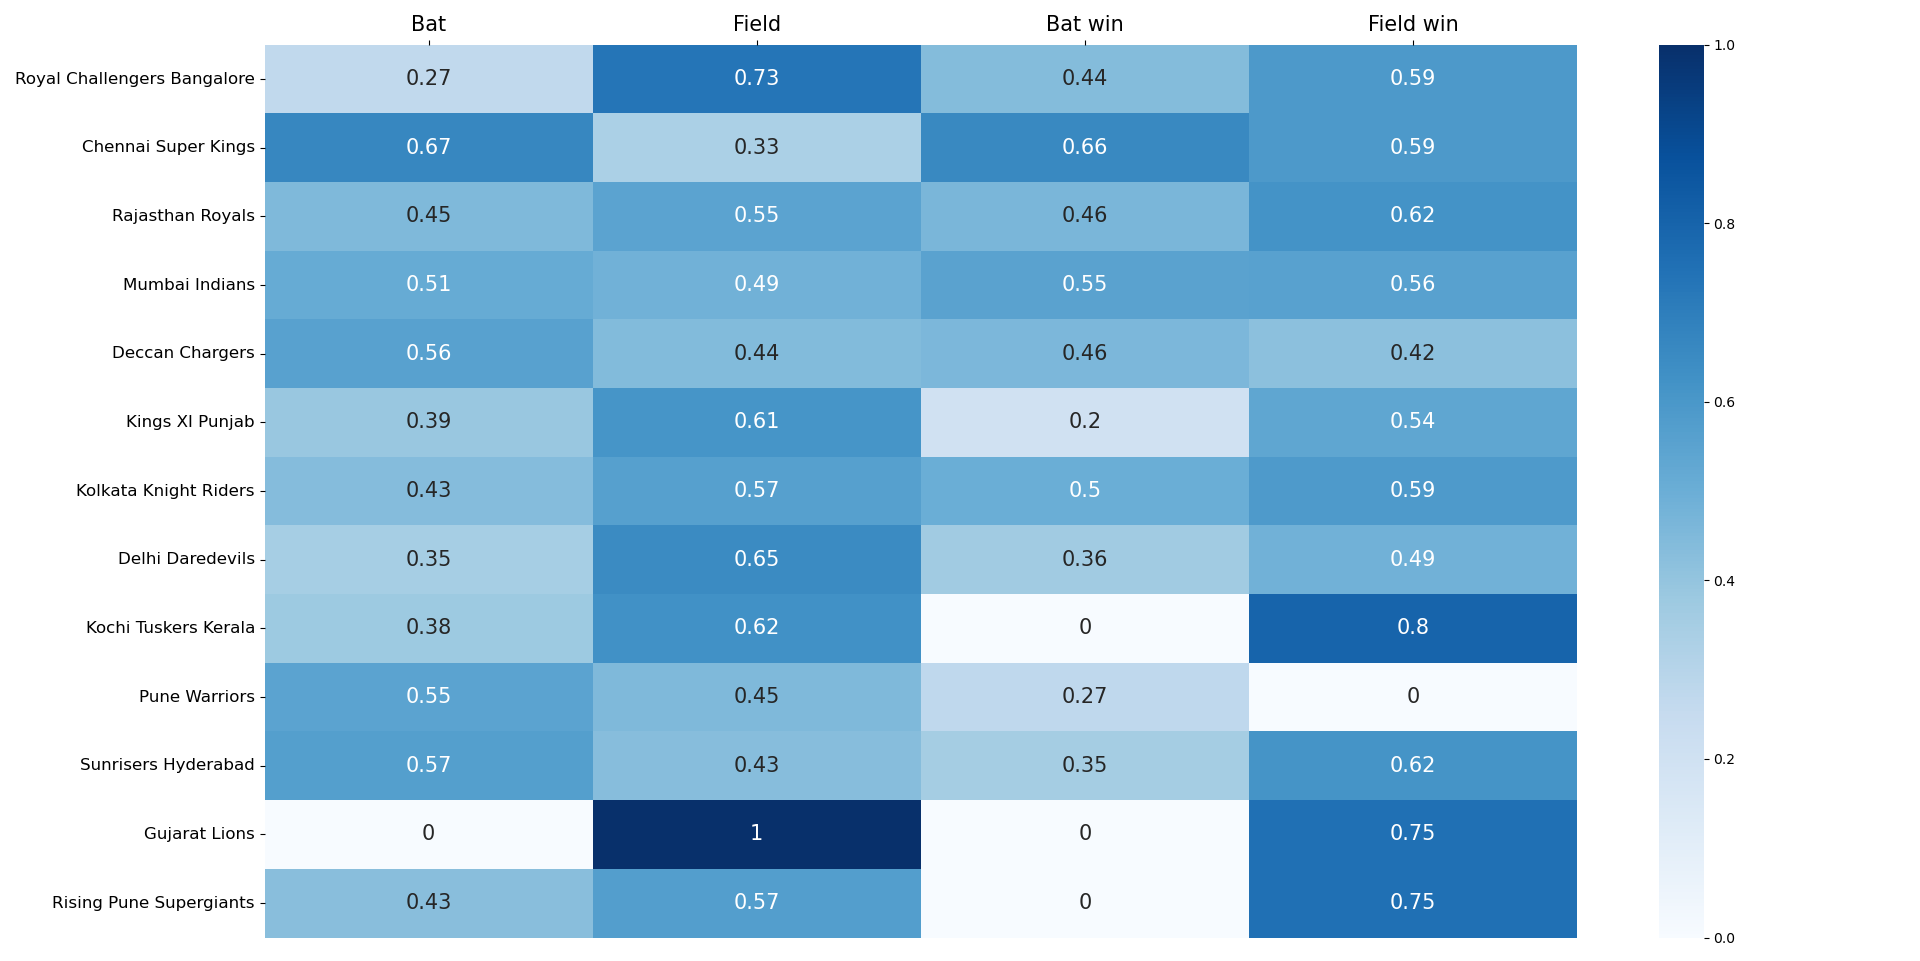 Bat Field Bat win Field win
Royal Challengers Bangalore 0.27 0.73 0.44 0.59
Chennai Super Kings 0.67 0.33 0.66 0.59
Rajasthan Royals 0.45 0.55 0.46 0.62
Mumbai Indians 0.51 0.49 0.55 0.56
Deccan Chargers 0.56 0.44 0.46 0.42
Kings XI Punjab 0.39 0.61 0.2 0.54
Kolkata Knight Riders 0.43 0.57 0.5 0.59
Delhi Daredevils 0.35 0.65 0.36 0.49
Kochi Tuskers Kerala 0.38 0.62 0 0.8
Pune Warriors 0.55 0.45 0.27 0
Sunrisers Hyderabad 0.57 0.43 0.35 0.62
Gujarat Lions 0 1 0 0.75
Rising Pune Supergiants 0.43 0.57 0 0.75
1.0
0.8
0.6
0.4
0.2
0.0